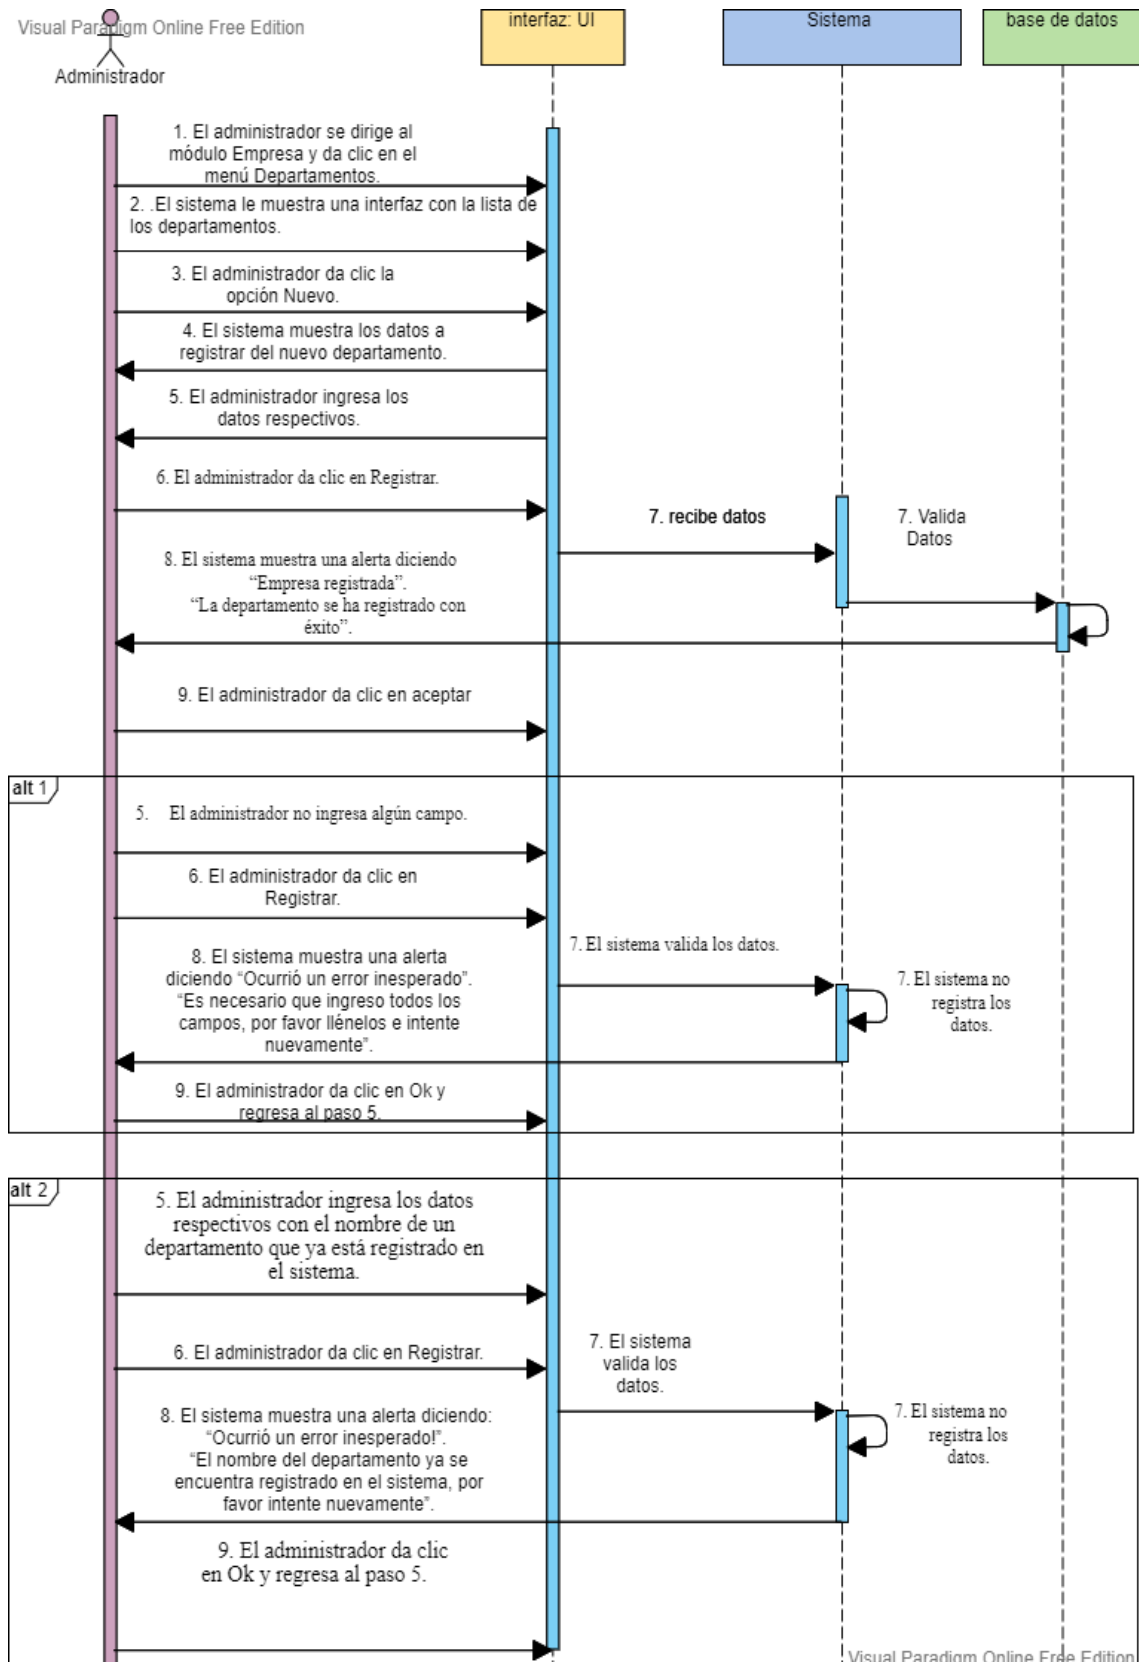 Visual Paradigm Online Free Edition
Administrador
interfaz: UI
Sistema
base de datos
1. El administrador se dirige al
módulo Empresa y da clic en el
menú Departamentos.
2. .El sistema le muestra una interfaz con la lista de
los departamentos.
3. El administrador da clic la
opción Nuevo.
4. El sistema muestra los datos a
registrar del nuevo departamento.
5. El administrador ingresa los
datos respectivos.
6. El administrador da clic en Registrar.
7. recibe datos
7. Valida
Datos
8. El sistema muestra una alerta diciendo
“Empresa registrada”.
“La departamento se ha registrado con
éxito”.
9. El administrador da clic en aceptar
alt 1
5. El administrador no ingresa algún campo.
6. El administrador da clic en
Registrar.
7. El sistema valida los datos.
7. El sistema no
registra los
datos.
8. El sistema muestra una alerta
diciendo “Ocurrió un error inesperado”.
“Es necesario que ingreso todos los
campos, por favor llénelos e intente
nuevamente”.
9. El administrador da clic en Ok y
regresa al paso 5.
alt 2
5. El administrador ingresa los datos
respectivos con el nombre de un
departamento que ya está registrado en
el sistema.
6. El administrador da clic en Registrar.
7. El sistema
valida los
datos.
7. El sistema no
registra los
datos.
8. El sistema muestra una alerta diciendo:
“Ocurrió un error inesperado!”.
“El nombre del departamento ya se
encuentra registrado en el sistema, por
favor intente nuevamente”.
9. El administrador da clic
en Ok y regresa al paso 5.
Visual Paradigm Online Free Edition